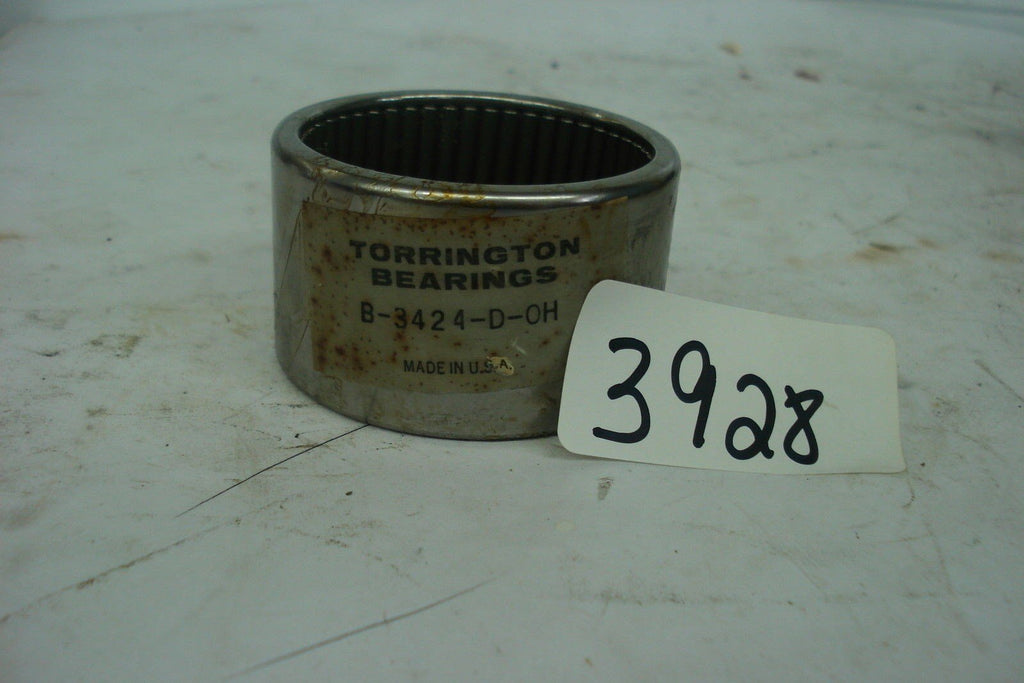 TORRINGTON
BEARINGS
B-3424-D-OH
MADE IN U.S.A.
3928